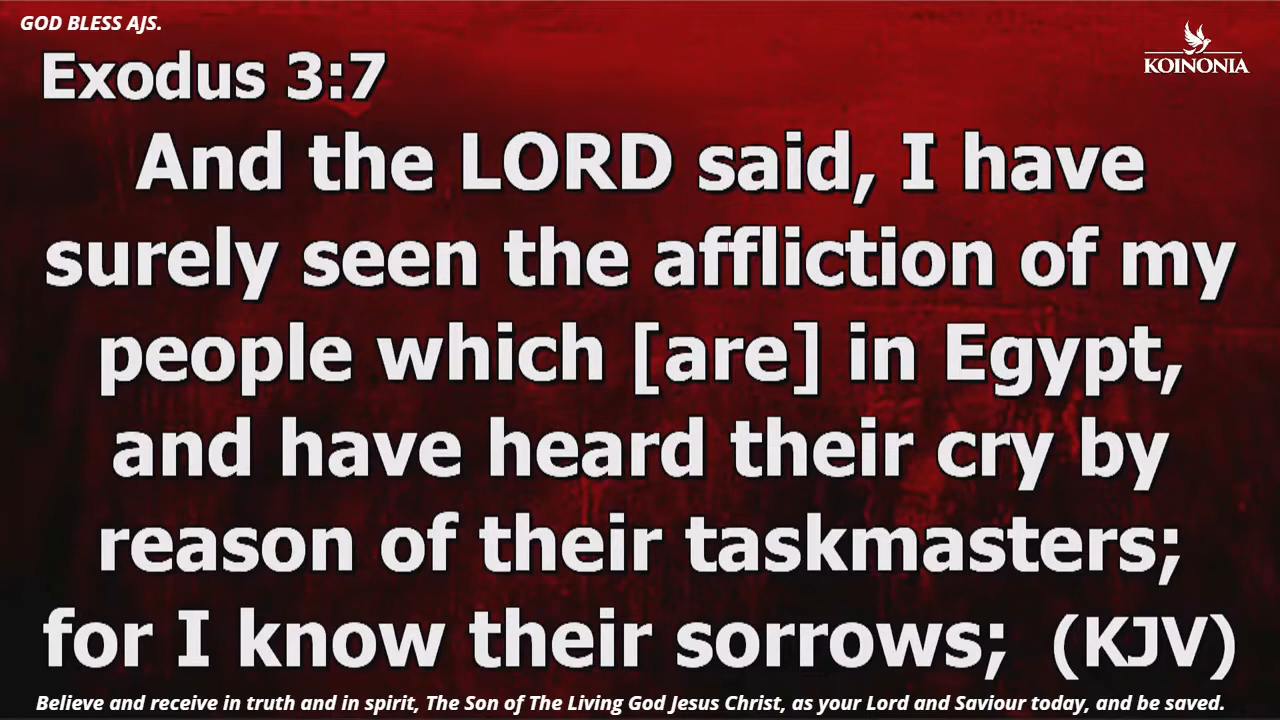 GOD BLESS AJS.
KOINONIA
Exodus 3:7
And the LORD said, I have
surely seen the affliction of my
people which [are] in Egypt,
and have heard their cry by
reason of their taskmasters;
for I know their sorrows; (KJV)
Believe and receive in truth and in spirit, The Son of The Living God Jesus Christ, as your Lord and Saviour today, and be saved.